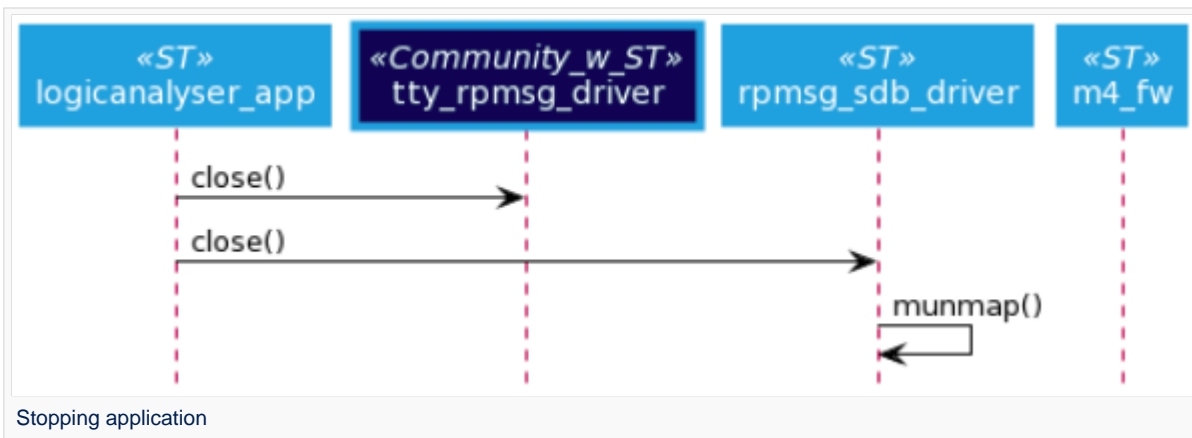 «ST»
logicanalyser_app
«Community_w_ST»
tty_rpmsg_driver
«ST»
rpmsg_sdb_driver
«ST»
m4_fw
close()
close()
munmap()
Stopping application